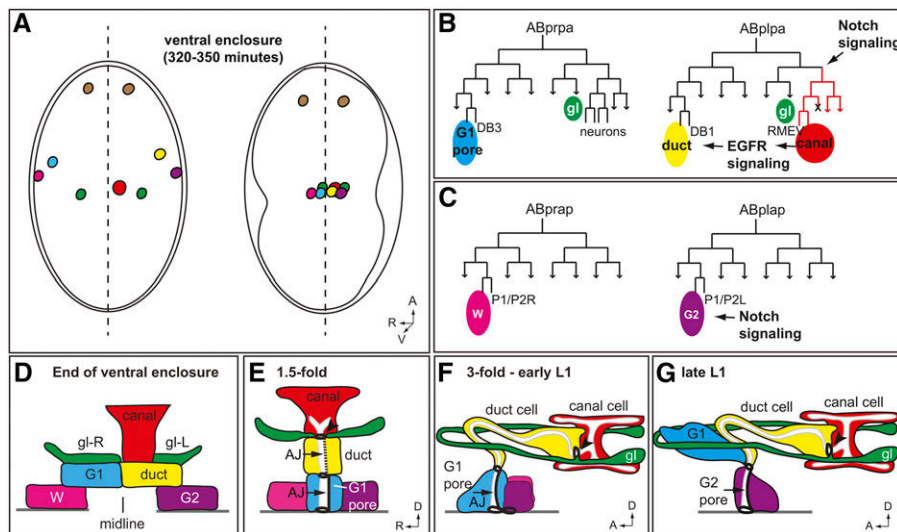 A
ventral enclosure
(320-350 minutes)
A
R
V
B
ABprpa
ABplpa
Notch
signaling
gl
gl
G1
pore
DB3
neurons
duct
DB1
EGFR
signaling
RMEV
canal
x
C
ABprap
ABplap
W
P1/P2R
G2
P1/P2L
Notch
signaling
D End of ventral enclosure
canal
gl-R
gl-L
G1
duct
W
G2
midline
E 1.5-fold
canal
AJ
duct
AJ
G1
pore
D
R
F 3-fold - early L1
duct cell
canal cell
gl
G1
pore
AJ
D
A
G late L1
duct cell
canal cell
G1
gl
G2
pore
D
A